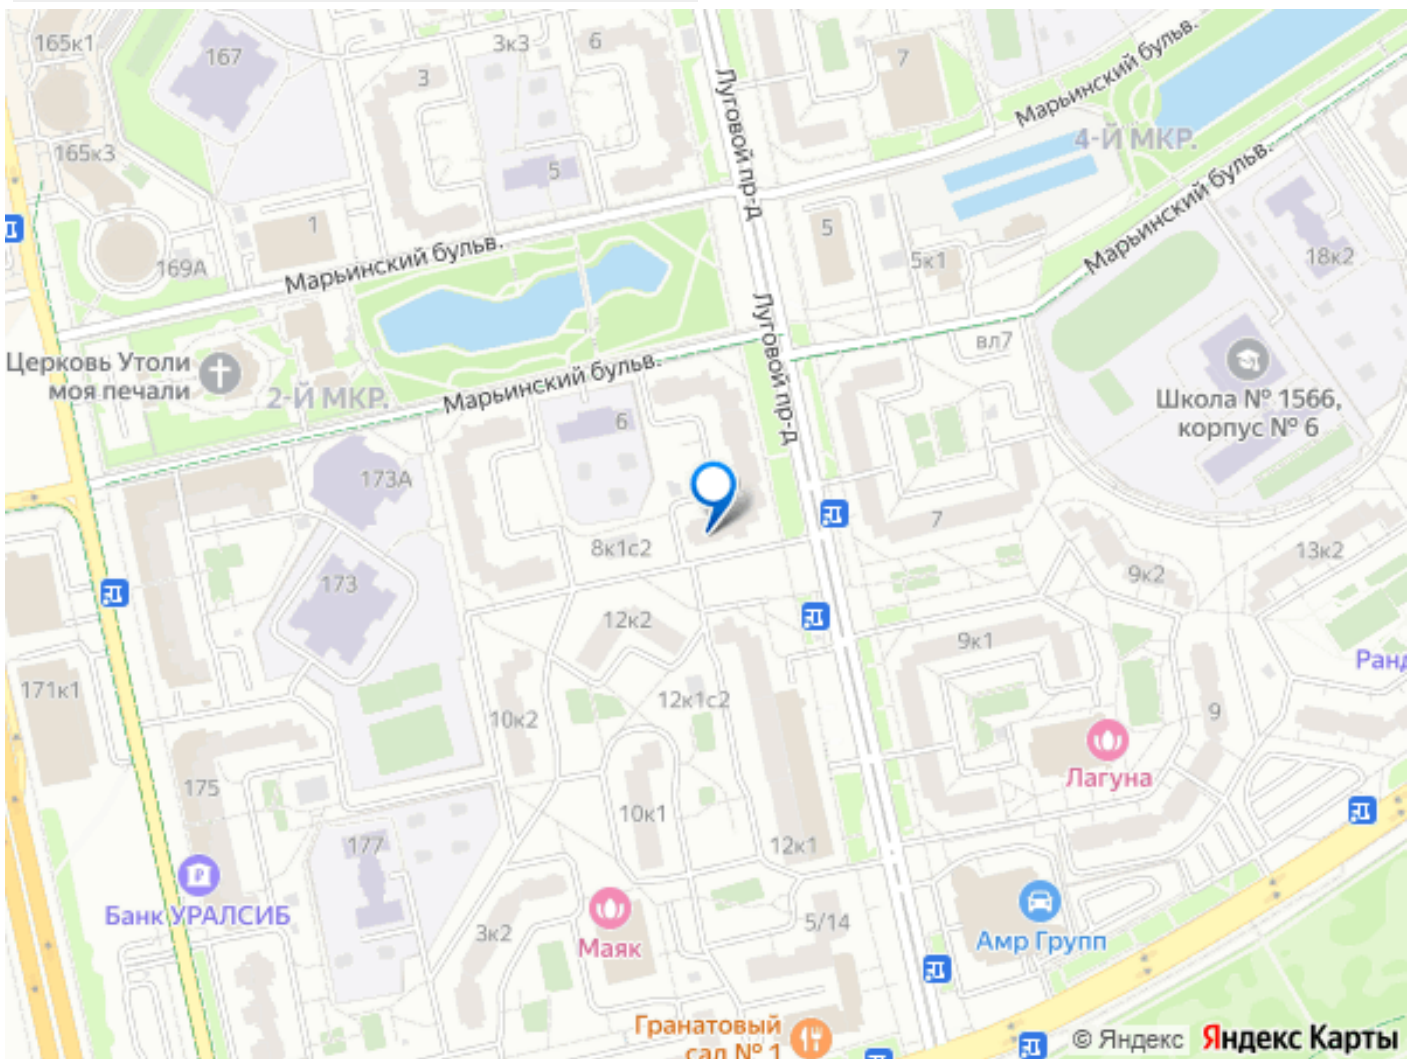 165к1
167
3к3
6
3
7
Луговой пр-д
Марьинский бульв.
4-Й МКР.
165к3
5
1
169А
Марьинский бульв.
5
5к1
Марьинский бульв.
18к2
Луговой пр-д
вл7
Церковь Утоли
моя печали
2-Й МКР.
Марьинский бульв.
Школа № 1566,
корпус № 6
6
173А
7
8к1с2
13к2
9к2
173
12к2
9к1
Ранд
171к1
12к1с2
10к2
9
Лагуна
175
10к1
12к1
177
Банк УРАЛСИБ
3к2
Маяк
5/14
Амр Групп
Гранатовый
сад № 1
© Яндекс Яндекс Карты